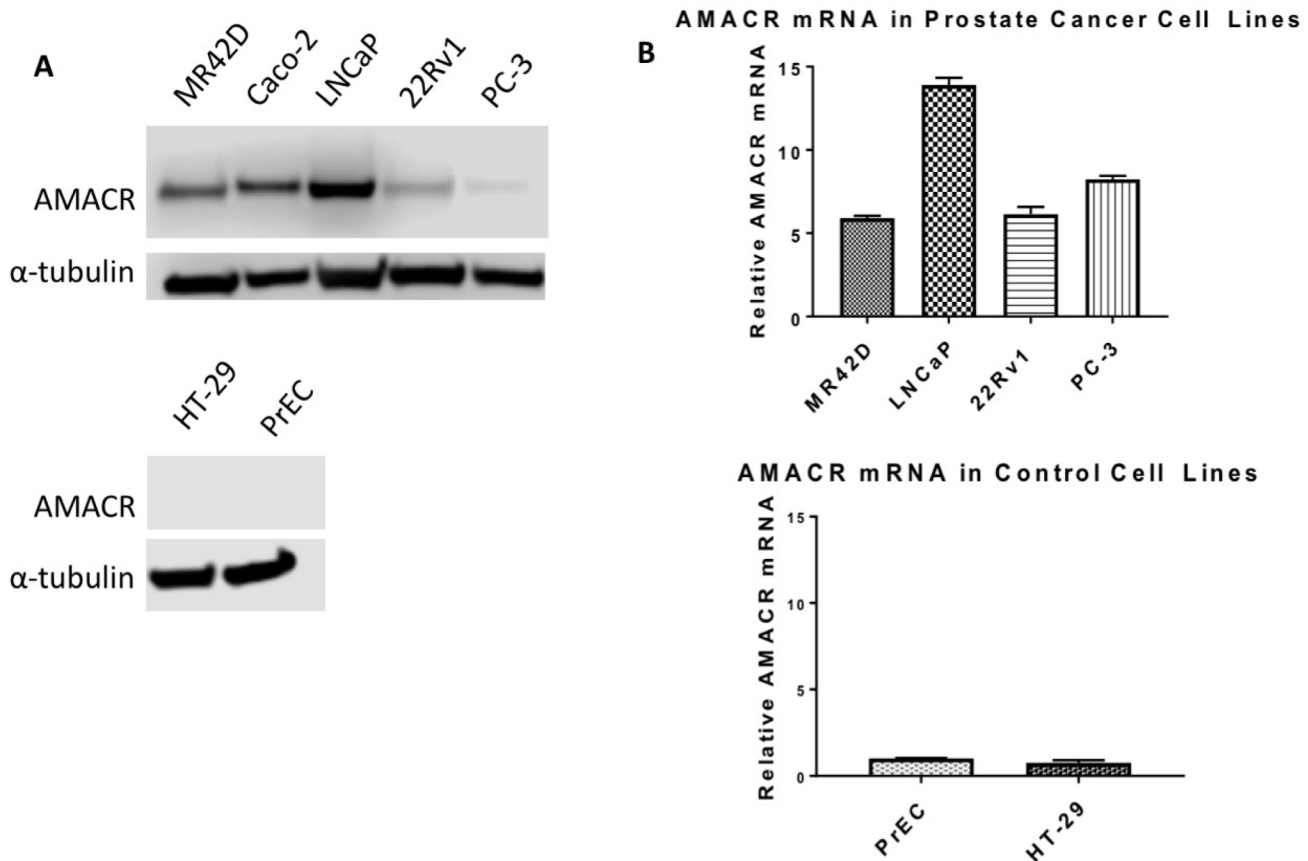 A
MR42D
Caco-2
LNCaP
22Rv1
PC-3
AMACR
α-tubulin
HT-29
PrEC
AMACR
α-tubulin
B
AMACR mRNA in Prostate Cancer Cell Lines
Relative AMACR mRNA
15
10
5
0
MR42D
LNCaP
22Rv1
PC-3
AMACR mRNA in Control Cell Lines
Relative AMACR mRNA
15
10
5
0
PrEC
HT-29